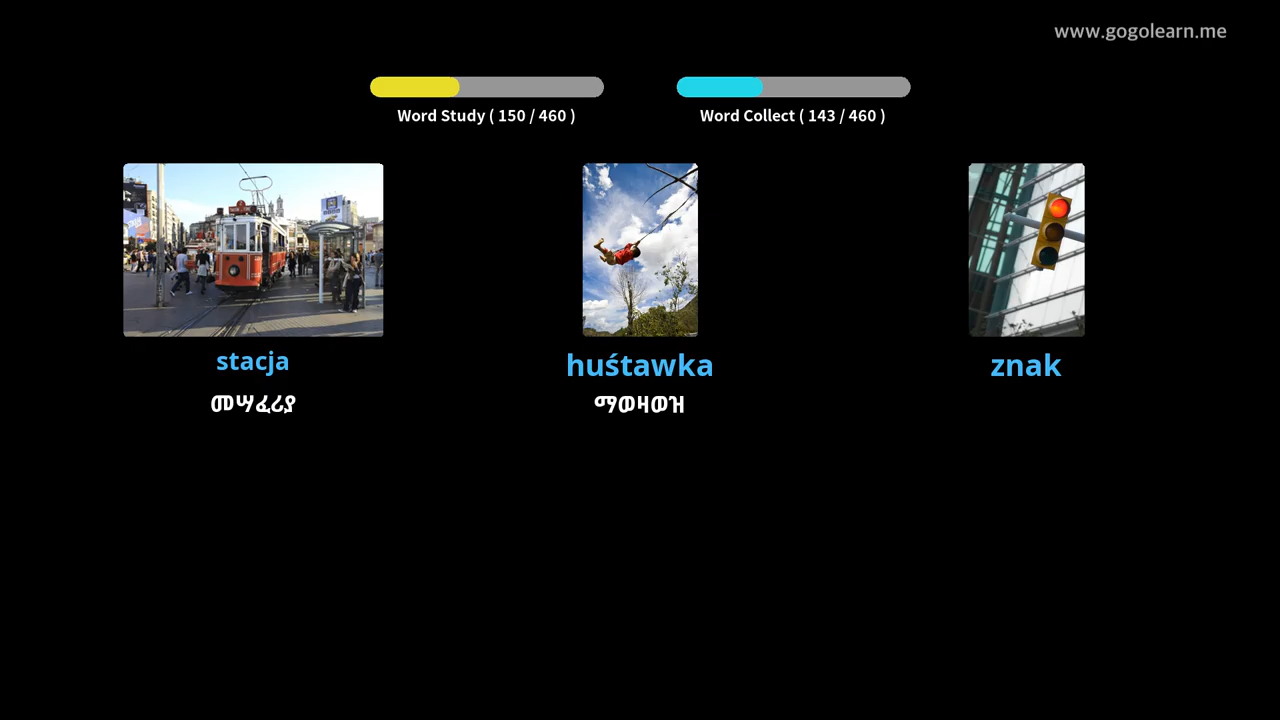 www.gogolearn.me
Word Study ( 150 / 460 )
Word Collect ( 143 / 460 )
stacja
መሣፈሪያ
huśtawka
ማወዛወዝ
znak